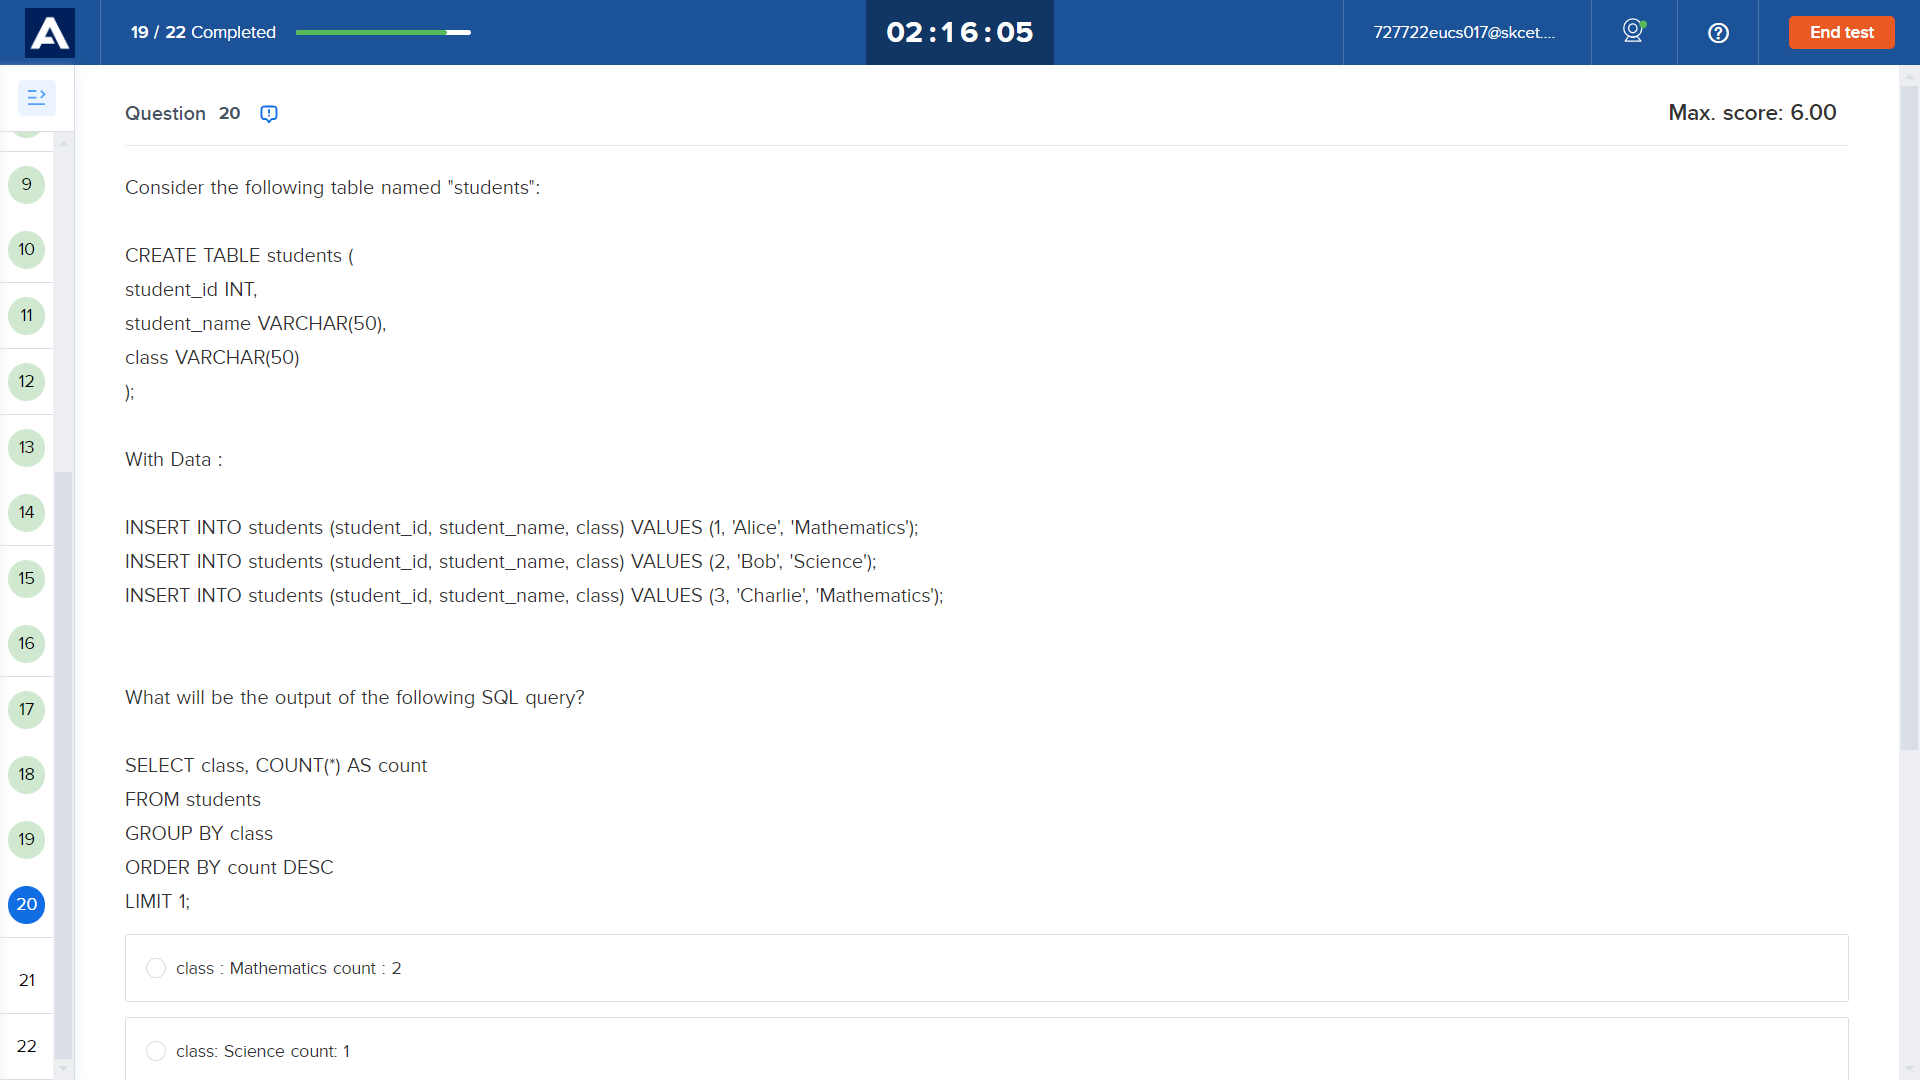 19 / 22 Completed
02:16:05
727722eucs017@skcet....
End test
Question 20
Max. score: 6.00
9
10
11
12
13
14
15
16
17
18
19
20
21
22
Consider the following table named "students":
CREATE TABLE students (
student_id INT,
student_name VARCHAR(50),
class VARCHAR(50)
);
With Data :
INSERT INTO students (student_id, student_name, class) VALUES (1, 'Alice', 'Mathematics');
INSERT INTO students (student_id, student_name, class) VALUES (2, 'Bob', 'Science');
INSERT INTO students (student_id, student_name, class) VALUES (3, 'Charlie', 'Mathematics');
What will be the output of the following SQL query?
SELECT class, COUNT(*) AS count
FROM students
GROUP BY class
ORDER BY count DESC
LIMIT 1;
class : Mathematics count : 2
class: Science count: 1